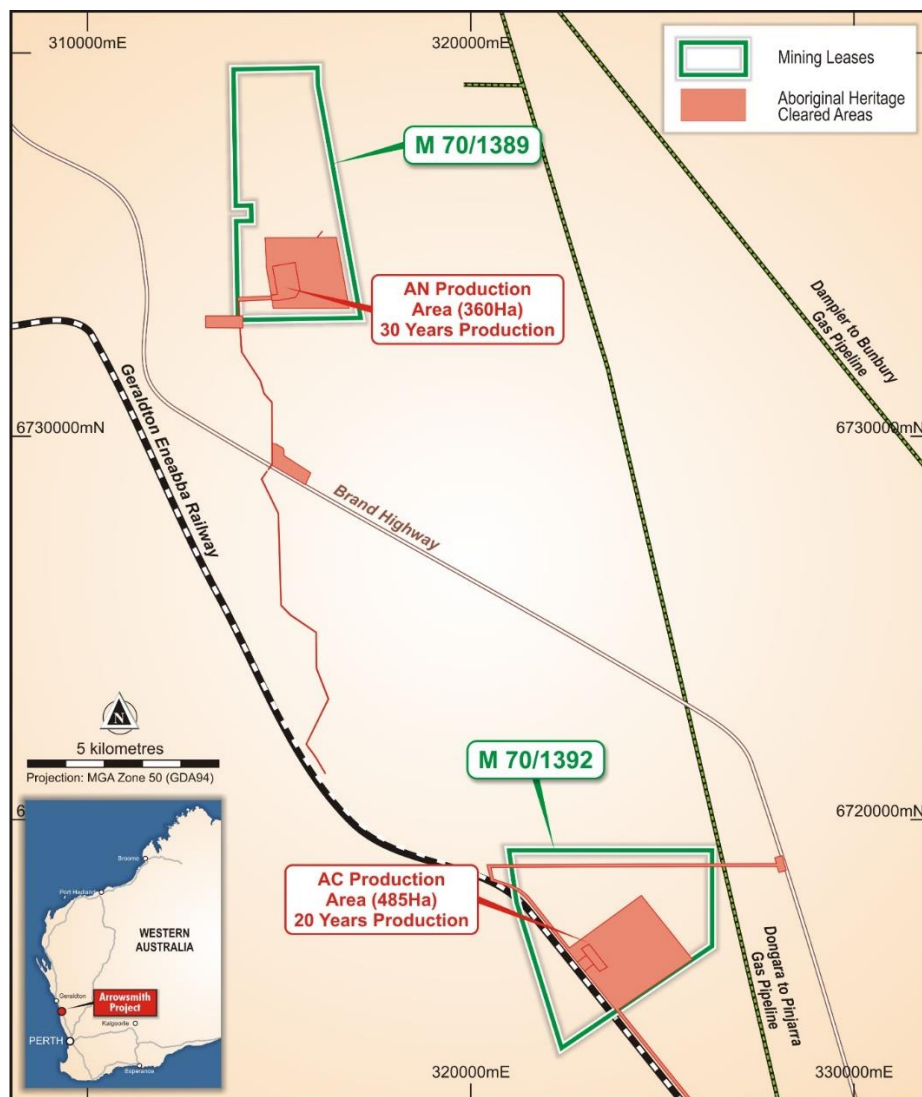 310000mE
320000mE
Mining Leases
Aboriginal Heritage
Cleared Areas
M 70/1389
AN Production
Area (360Ha)
30 Years Production
Dampier to Bunbury
Gas Pipeline
Geraldton Eneabba Railway
6730000mN
6730000mN
Brand Highway
N
5 kilometres
Projection: MGA Zone 50 (GDA94)
M 70/1392
6720000mN
AC Production
Area (485Ha)
20 Years Production
Dongara to Pinjarra
Gas Pipeline
Broome
Port Hedlands
WESTERN
AUSTRALIA
Geraldton
Arrowsmith
Project
Kalgoorlie
PERTH
Esperance
320000mE
330000mE